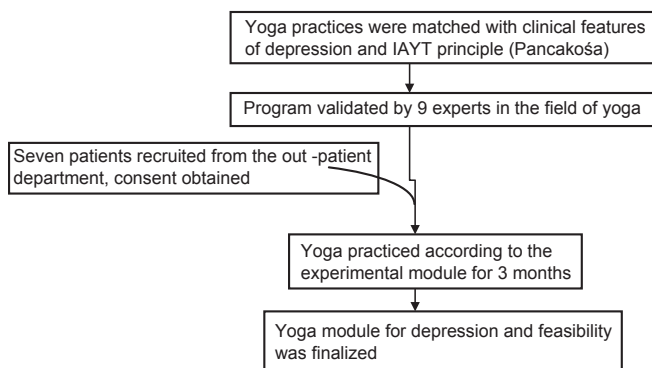 Yoga practices were matched with clinical features
of depression and IAYT principle (Pancakośa)
Program validated by 9 experts in the field of yoga
Seven patients recruited from the out -patient
department, consent obtained
Yoga practiced according to the
experimental module for 3 months
Yoga module for depression and feasibility
was finalized